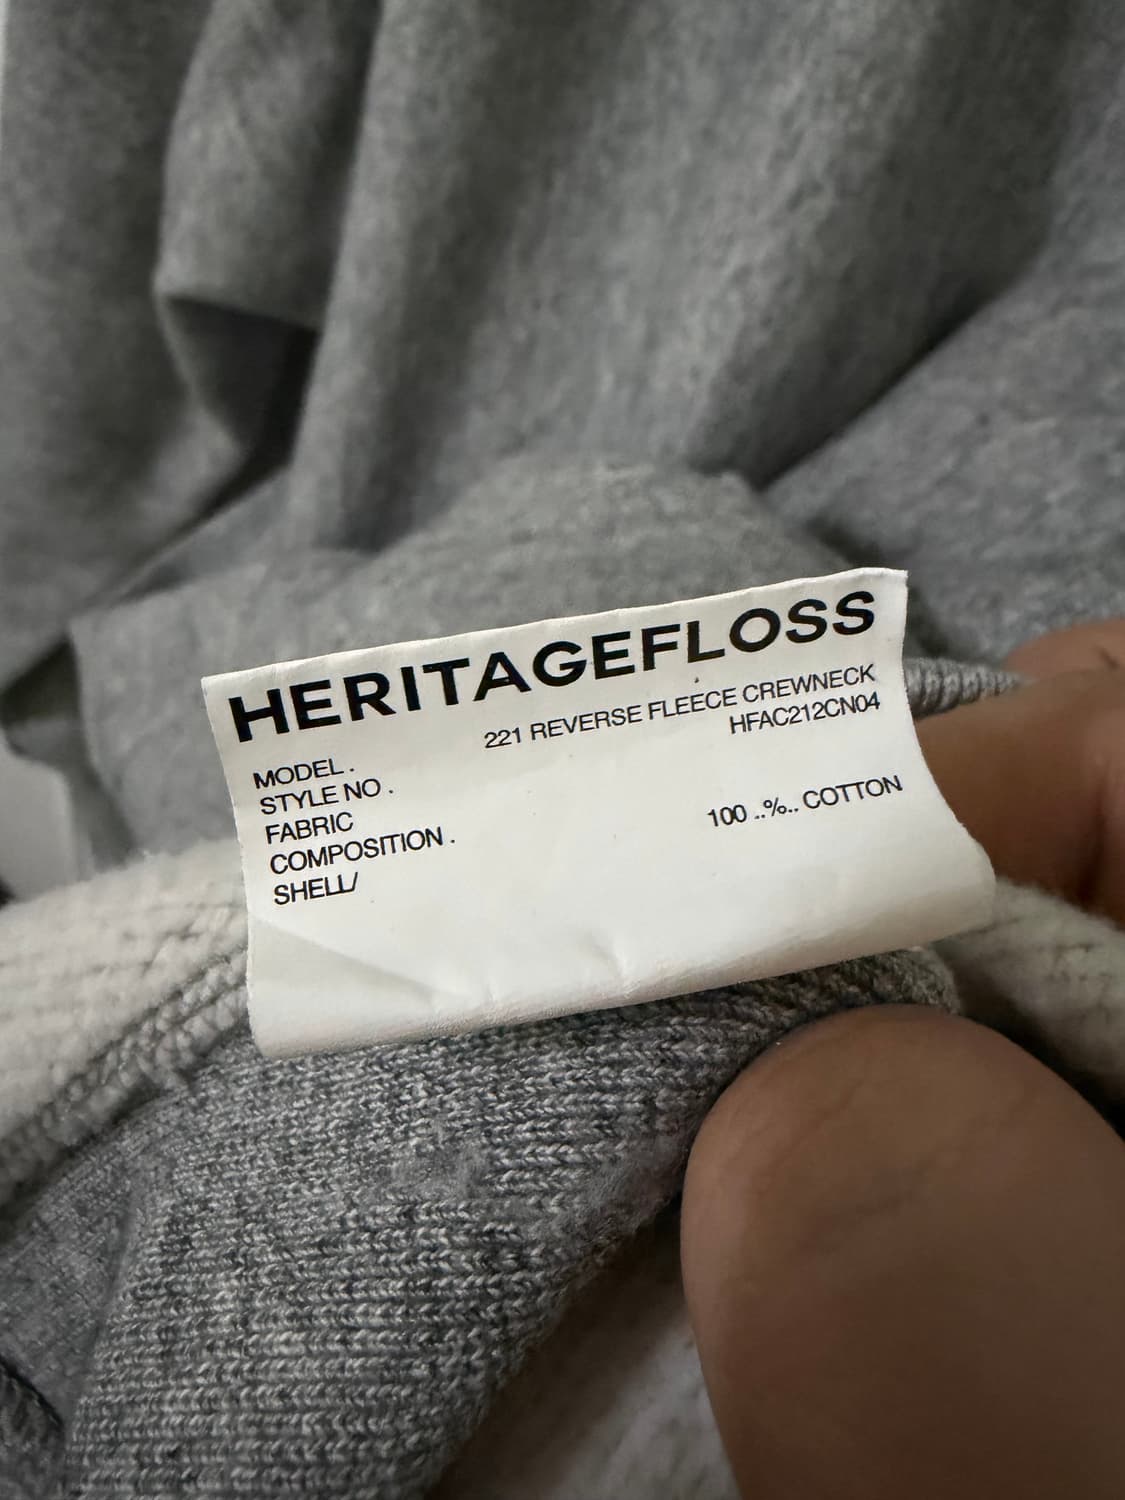 HERITAGEFLOSS
MODEL. 221 REVERSE FLEECE CREWNECK
STYLE NO. HFAC212CN04
FABRIC
COMPOSITION.
SHELL/ 100 ..%.. COTTON